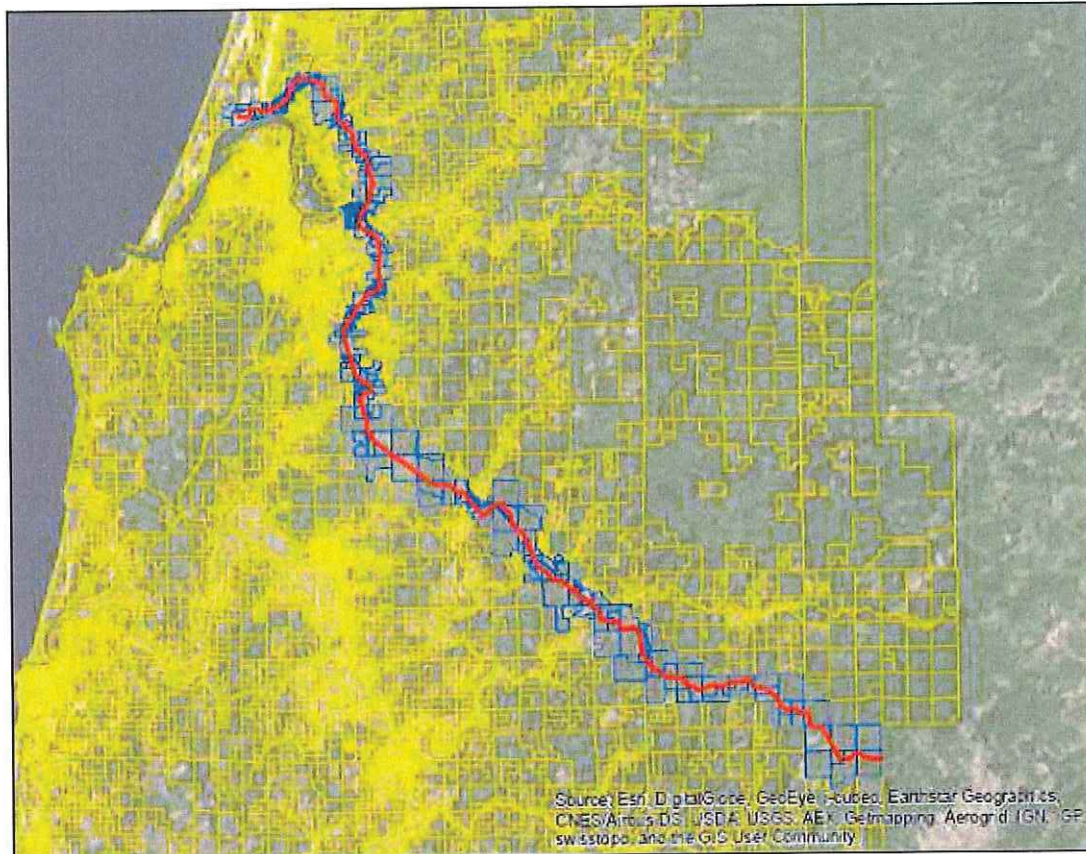 Source: Esri, DigitalGlobe, GeoEye, i-cubed, Earthstar Geographics,
CNES/Airbus DS, USDA, USGS, AEX, Getmapping, Aerogrid, IGN, IGP,
swisstopo, and the GIS User Community